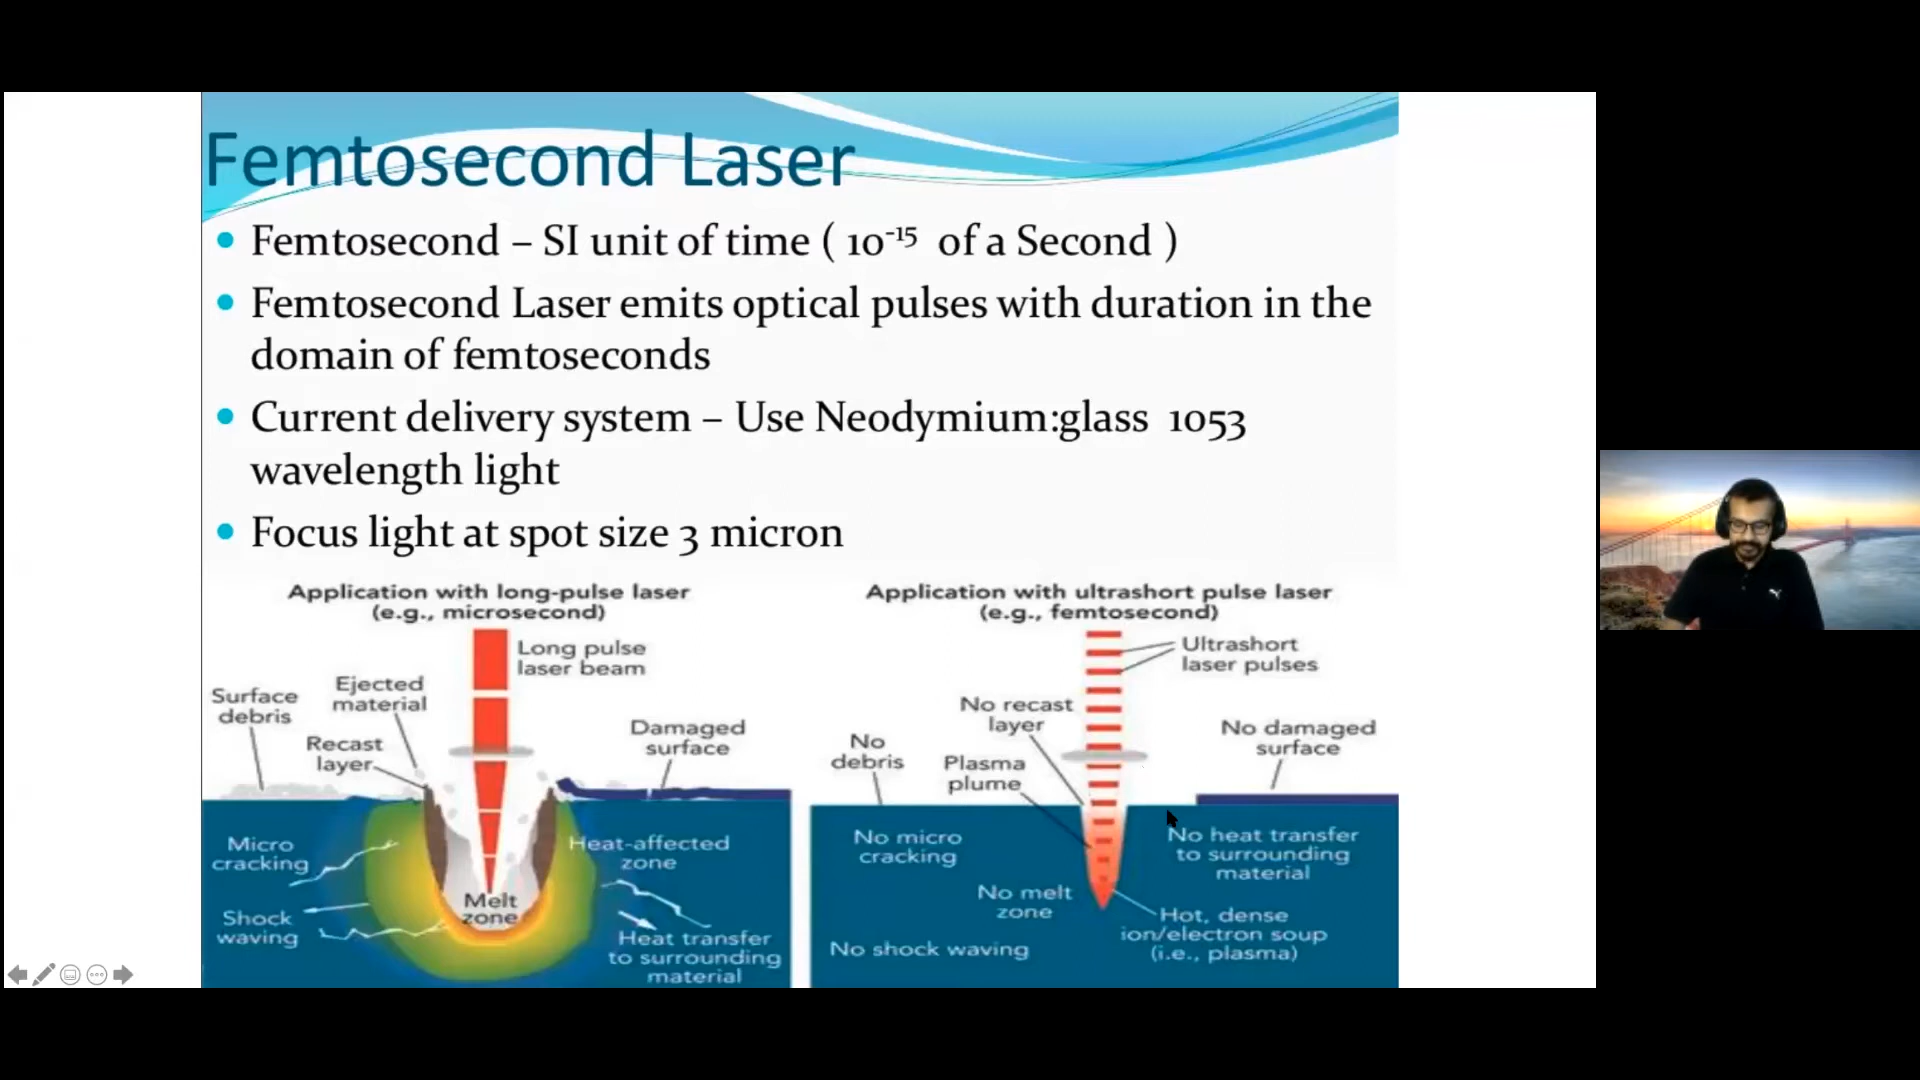 Femtosecond Laser
• Femtosecond – SI unit of time ( 10⁻¹⁵ of a Second )
• Femtosecond Laser emits optical pulses with duration in the
domain of femtoseconds
• Current delivery system – Use Neodymium:glass 1053
wavelength light
• Focus light at spot size 3 micron
Application with long-pulse laser
(e.g., microsecond)
Long pulse
laser beam
Ejected
material
Surface
debris
Recast
layer
Damaged
surface
Micro
cracking
Heat-affected
zone
Melt
zone
Shock
waving
Heat transfer
to surrounding
material
Application with ultrashort pulse laser
(e.g., femtosecond)
Ultrashort
laser pulses
No recast
layer
No
debris
Plasma
plume
No damaged
surface
No micro
cracking
No heat transfer
to surrounding
material
No melt
zone
Hot, dense
ion/electron soup
(i.e., plasma)
No shock waving